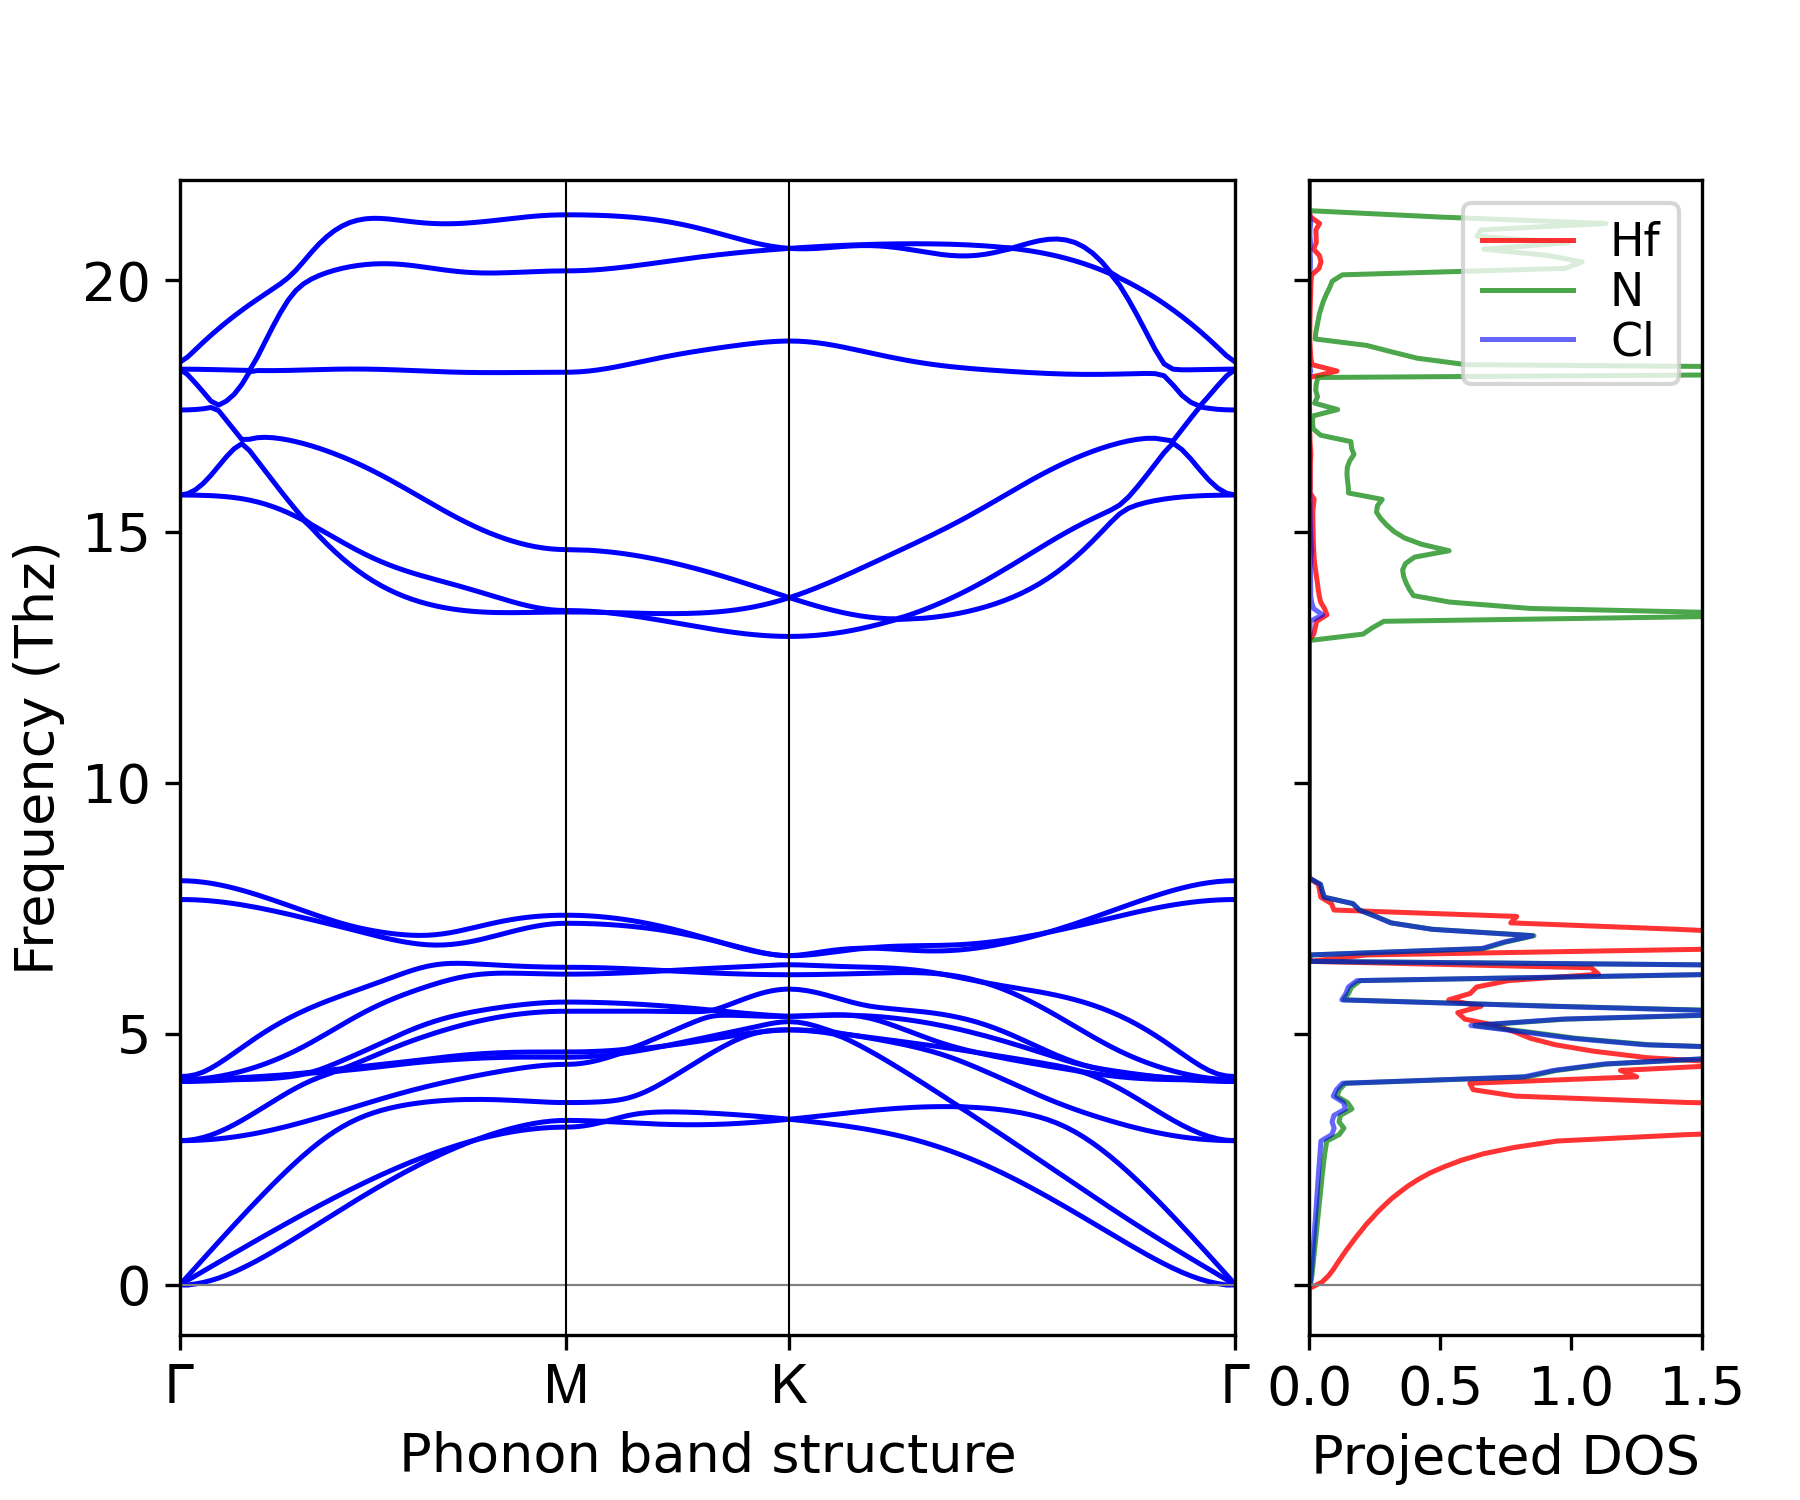 Frequency (Thz)
20
15
10
5
0
Γ
M
K
Γ
Phonon band structure
Hf
N
Cl
0.0
0.5
1.0
1.5
Projected DOS